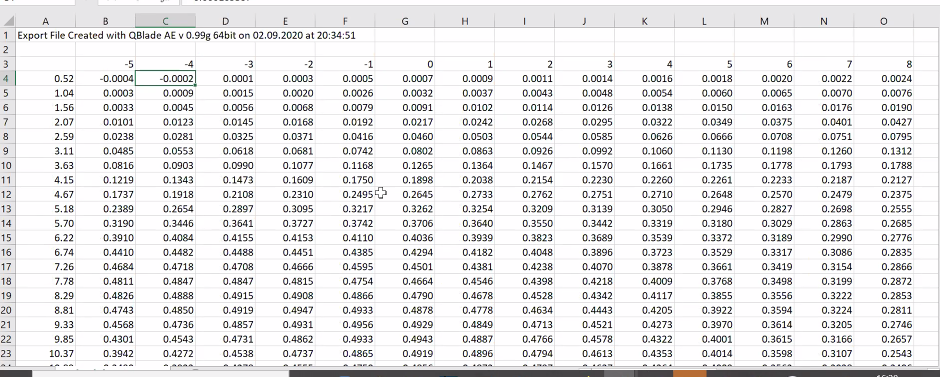 A B C D E F G H I J K L M N O
1 Export File Created with QBlade AE v 0.99g 64bit on 02.09.2020 at 20:34:51
2
3 -5 -4 -3 -2 -1 0 1 2 3 4 5 6 7 8
4 0.52 -0.0004 -0.0002 0.0001 0.0003 0.0005 0.0007 0.0009 0.0011 0.0014 0.0016 0.0018 0.0020 0.0022 0.0024
5 1.04 0.0003 0.0009 0.0015 0.0020 0.0026 0.0032 0.0037 0.0043 0.0048 0.0054 0.0060 0.0065 0.0070 0.0076
6 1.56 0.0033 0.0045 0.0056 0.0068 0.0079 0.0091 0.0102 0.0114 0.0126 0.0138 0.0150 0.0163 0.0176 0.0190
7 2.07 0.0101 0.0123 0.0145 0.0168 0.0192 0.0217 0.0242 0.0268 0.0295 0.0322 0.0349 0.0375 0.0401 0.0427
8 2.59 0.0238 0.0281 0.0325 0.0371 0.0416 0.0460 0.0503 0.0544 0.0585 0.0626 0.0666 0.0708 0.0751 0.0795
9 3.11 0.0485 0.0553 0.0618 0.0681 0.0742 0.0802 0.0863 0.0926 0.0992 0.1060 0.1130 0.1198 0.1260 0.1312
10 3.63 0.0816 0.0903 0.0990 0.1077 0.1168 0.1265 0.1364 0.1467 0.1570 0.1661 0.1735 0.1778 0.1793 0.1788
11 4.15 0.1219 0.1343 0.1473 0.1609 0.1750 0.1898 0.2038 0.2154 0.2230 0.2260 0.2261 0.2233 0.2187 0.2127
12 4.67 0.1737 0.1918 0.2108 0.2310 0.2495 0.2645 0.2733 0.2762 0.2751 0.2710 0.2648 0.2570 0.2479 0.2375
13 5.18 0.2389 0.2654 0.2897 0.3095 0.3217 0.3262 0.3254 0.3209 0.3139 0.3050 0.2946 0.2827 0.2698 0.2555
14 5.70 0.3190 0.3446 0.3641 0.3727 0.3742 0.3706 0.3640 0.3550 0.3442 0.3319 0.3180 0.3029 0.2863 0.2685
15 6.22 0.3910 0.4084 0.4155 0.4153 0.4110 0.4036 0.3939 0.3823 0.3689 0.3539 0.3372 0.3189 0.2990 0.2776
16 6.74 0.4410 0.4482 0.4488 0.4451 0.4385 0.4294 0.4182 0.4048 0.3896 0.3723 0.3529 0.3317 0.3086 0.2835
17 7.26 0.4684 0.4718 0.4708 0.4666 0.4595 0.4501 0.4381 0.4238 0.4070 0.3878 0.3661 0.3419 0.3154 0.2866
18 7.78 0.4811 0.4847 0.4847 0.4815 0.4754 0.4664 0.4546 0.4398 0.4218 0.4009 0.3768 0.3498 0.3199 0.2872
19 8.29 0.4826 0.4888 0.4915 0.4908 0.4866 0.4790 0.4678 0.4528 0.4342 0.4117 0.3855 0.3556 0.3222 0.2853
20 8.81 0.4743 0.4850 0.4919 0.4947 0.4933 0.4878 0.4778 0.4634 0.4443 0.4205 0.3922 0.3594 0.3224 0.2811
21 9.33 0.4568 0.4736 0.4857 0.4931 0.4956 0.4929 0.4849 0.4713 0.4521 0.4273 0.3970 0.3614 0.3205 0.2746
22 9.85 0.4301 0.4543 0.4731 0.4862 0.4933 0.4943 0.4887 0.4766 0.4578 0.4322 0.4001 0.3615 0.3166 0.2657
23 10.37 0.3942 0.4272 0.4538 0.4737 0.4865 0.4919 0.4896 0.4794 0.4613 0.4353 0.4014 0.3598 0.3107 0.2543